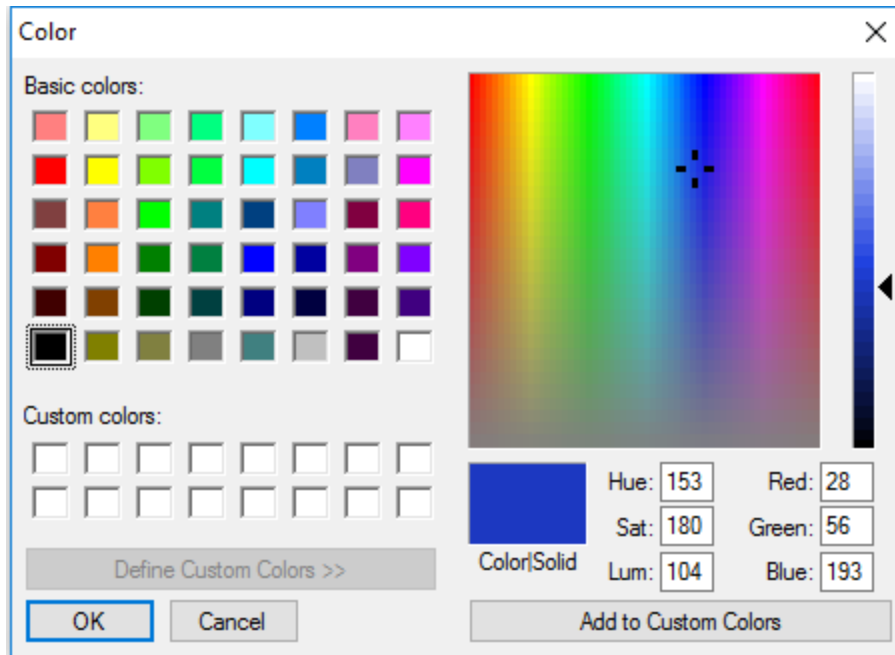 Color
Basic colors:
Custom colors:
Define Custom Colors >>
OK Cancel
Color|Solid
Hue: 153 Red: 28
Sat: 180 Green: 56
Lum: 104 Blue: 193
Add to Custom Colors